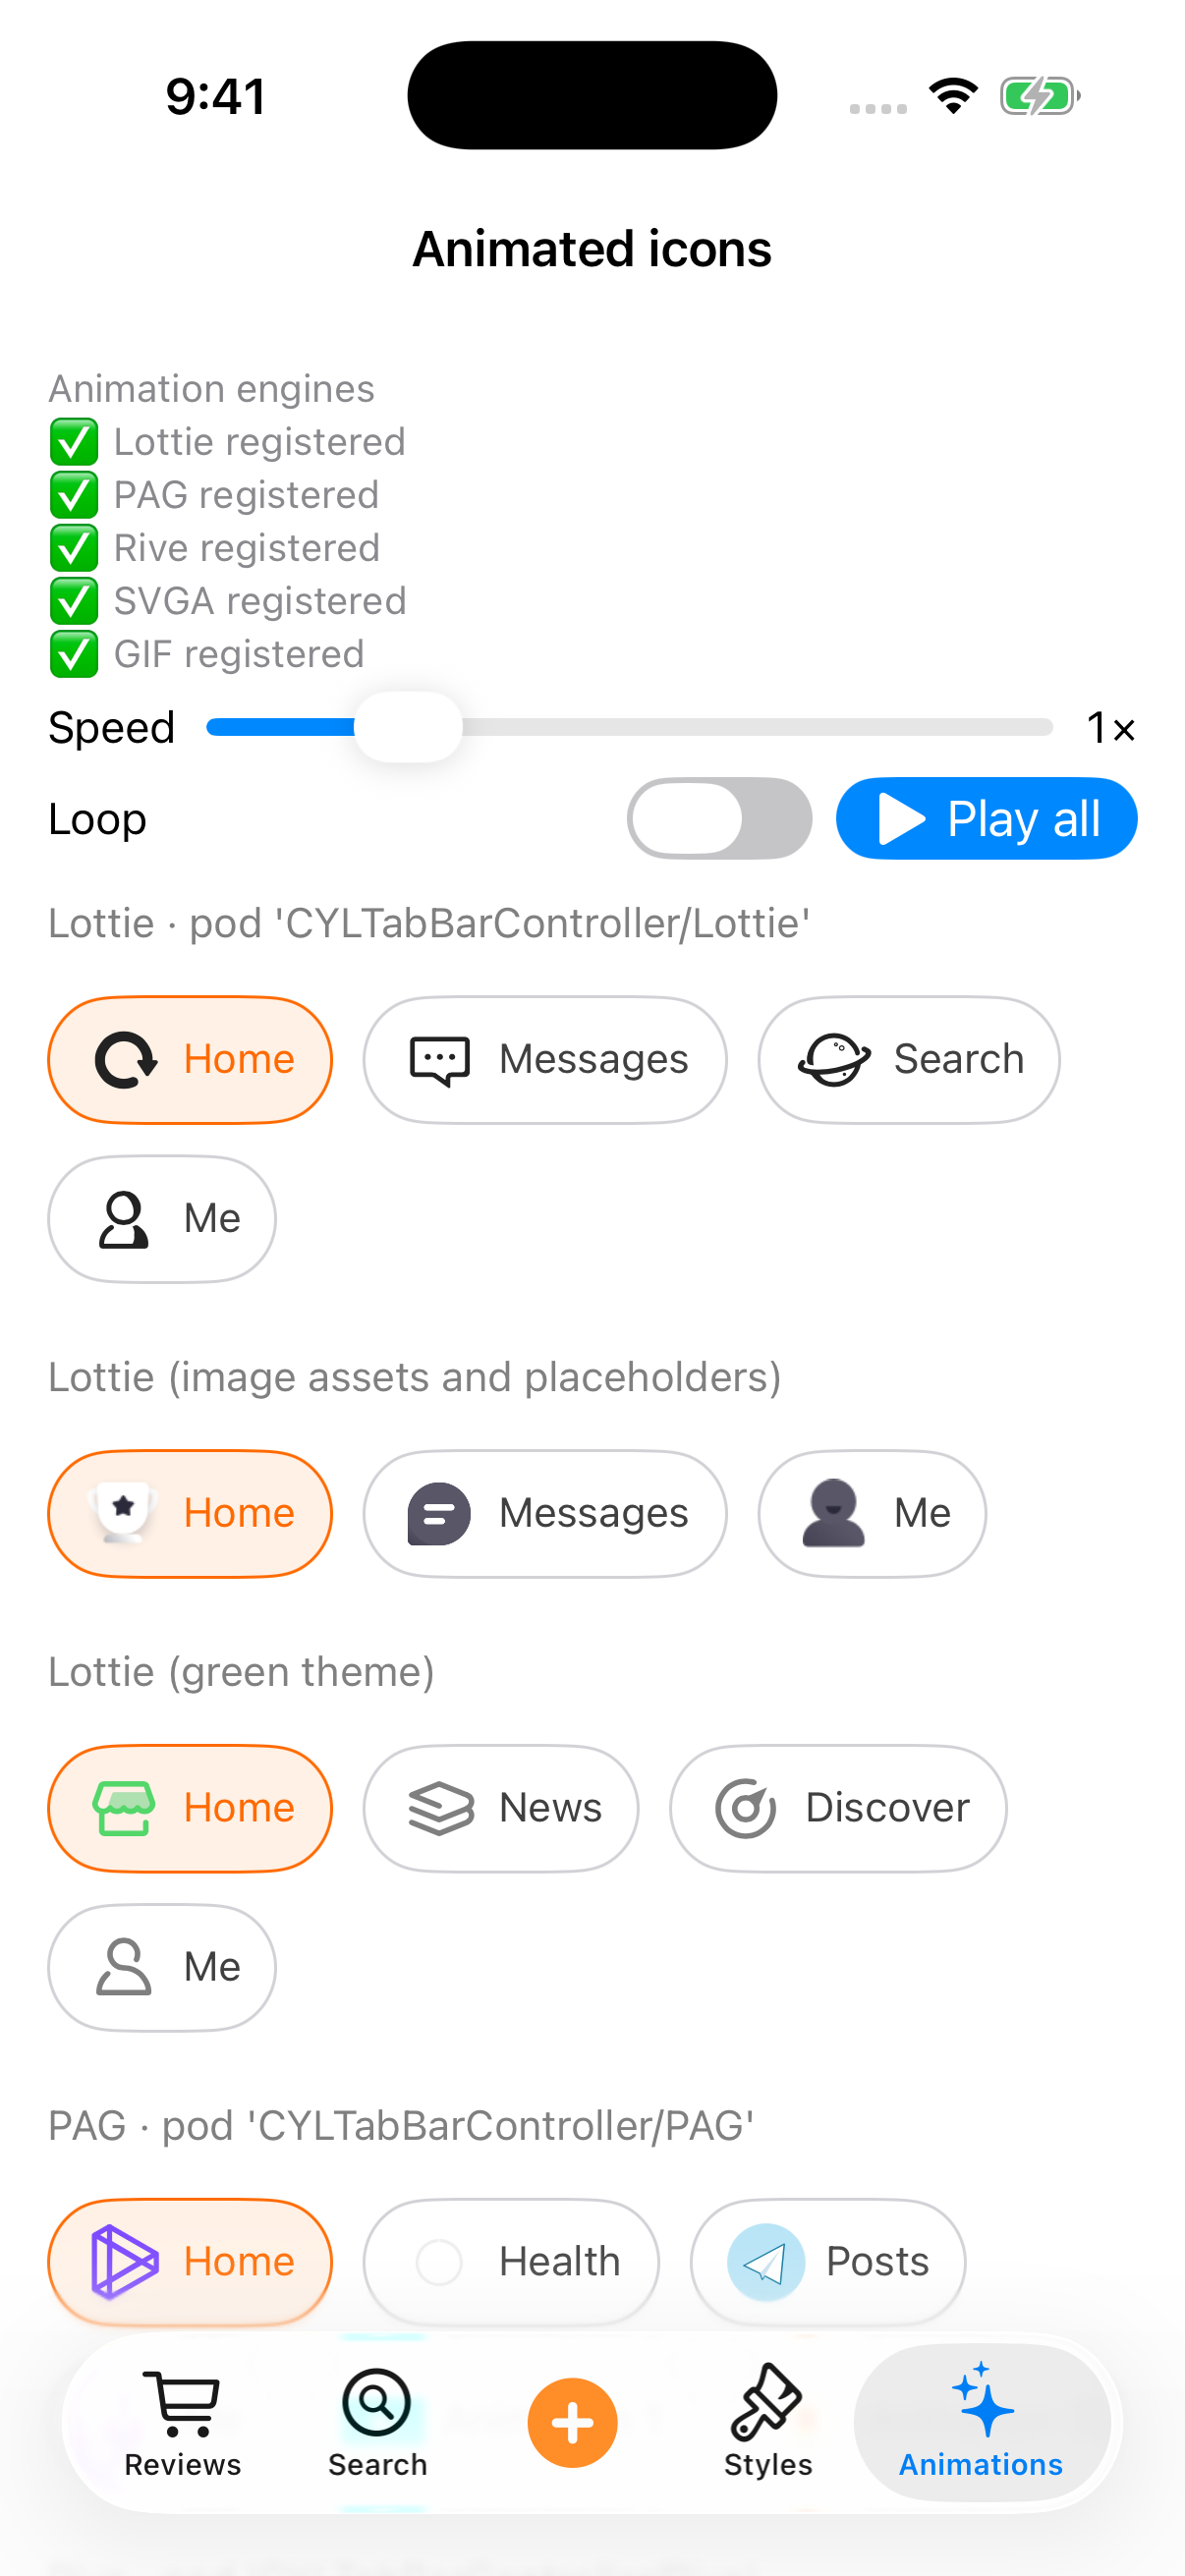 9:41
Animated icons
Animation engines
✅ Lottie registered
✅ PAG registered
✅ Rive registered
✅ SVGA registered
✅ GIF registered
Speed 1×
Loop Play all
Lottie · pod 'CYLTabBarController/Lottie'
Home Messages Search
Me
Lottie (image assets and placeholders)
Home Messages Me
Lottie (green theme)
Home News Discover
Me
PAG · pod 'CYLTabBarController/PAG'
Home Health Posts
Reviews Search Styles Animations